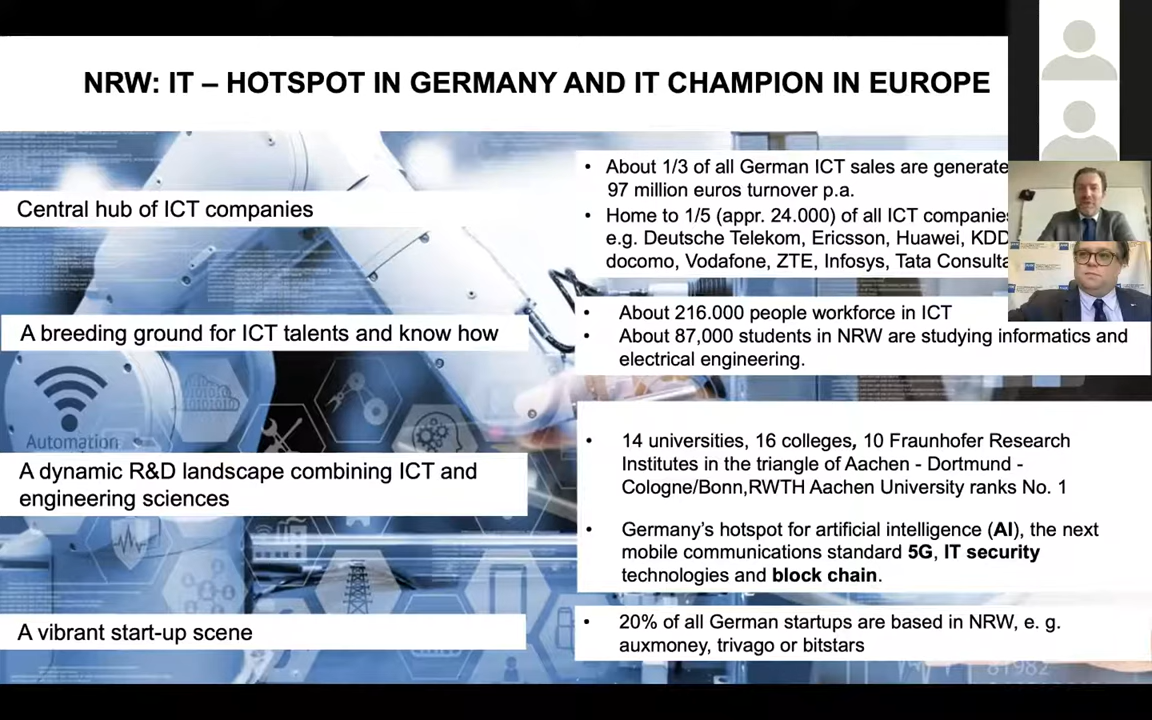 NRW: IT – HOTSPOT IN GERMANY AND IT CHAMPION IN EUROPE
Central hub of ICT companies
• About 1/3 of all German ICT sales are
97 million euros turnover p.a.
• Home to 1/5 (appr. 24.000) of all ICT
e.g. Deutsche Telekom, Ericsson, Huawei,
docomo, Vodafone, ZTE, Infosys, Tata
A breeding ground for ICT talents and know how
• About 216.000 people workforce in ICT
• About 87,000 students in NRW are studying informatics and
electrical engineering.
Automation
A dynamic R&D landscape combining ICT and
engineering sciences
• 14 universities, 16 colleges, 10 Fraunhofer Research
Institutes in the triangle of Aachen - Dortmund -
Cologne/Bonn,RWTH Aachen University ranks No. 1
• Germany's hotspot for artificial intelligence (AI), the next
mobile communications standard 5G, IT security
technologies and block chain.
A vibrant start-up scene
• 20% of all German startups are based in NRW, e. g.
auxmoney, trivago or bitstars
81982